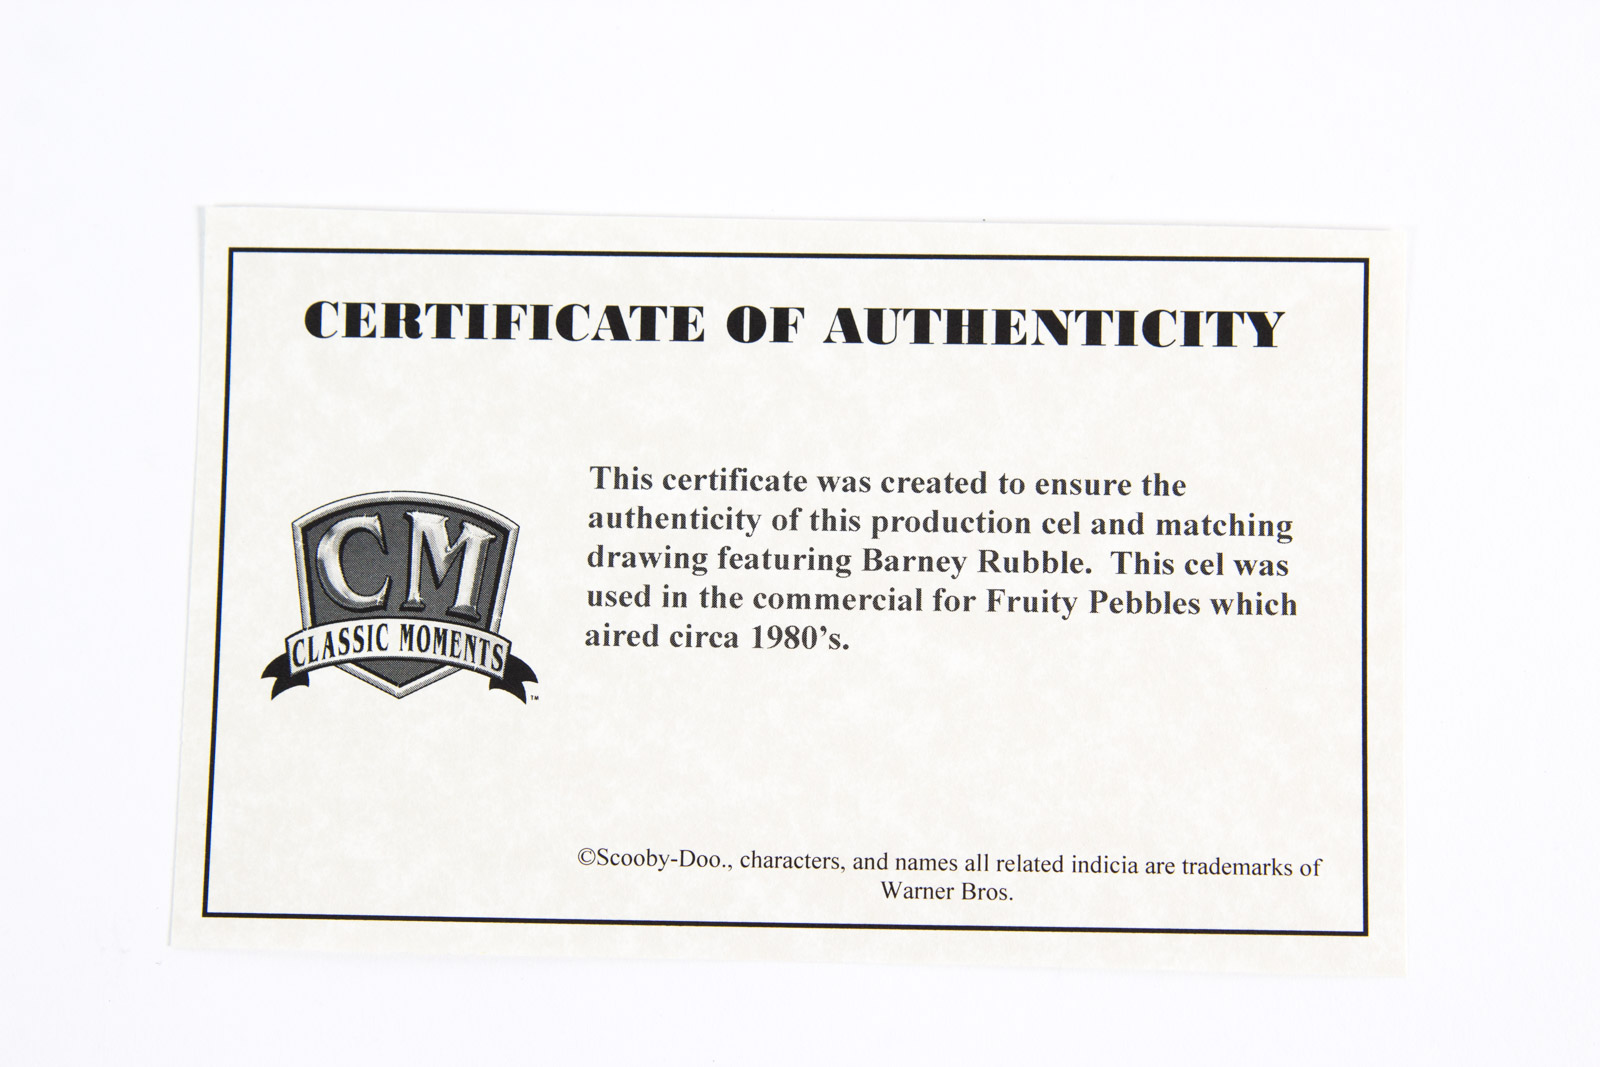 CERTIFICATE OF AUTHENTICITY
This certificate was created to ensure the
authenticity of this production cel and matching
drawing featuring Barney Rubble.  This cel was
used in the commercial for Fruity Pebbles which
aired circa 1980's.
CM
CLASSIC MOMENTS
TM
©Scooby-Doo., characters, and names all related indicia are trademarks of
Warner Bros.